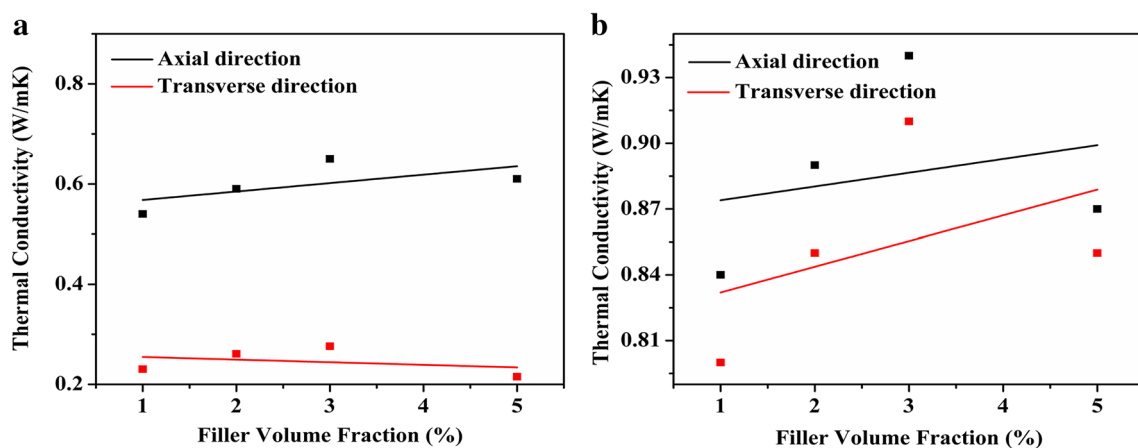 a
Axial direction
Transverse direction
0.8
0.6
0.4
0.2
1 2 3 4 5
Thermal Conductivity (W/mK)
Filler Volume Fraction (%)
b
Axial direction
Transverse direction
0.93
0.90
0.87
0.84
0.81
1 2 3 4 5
Thermal Conductivity (W/mK)
Filler Volume Fraction (%)